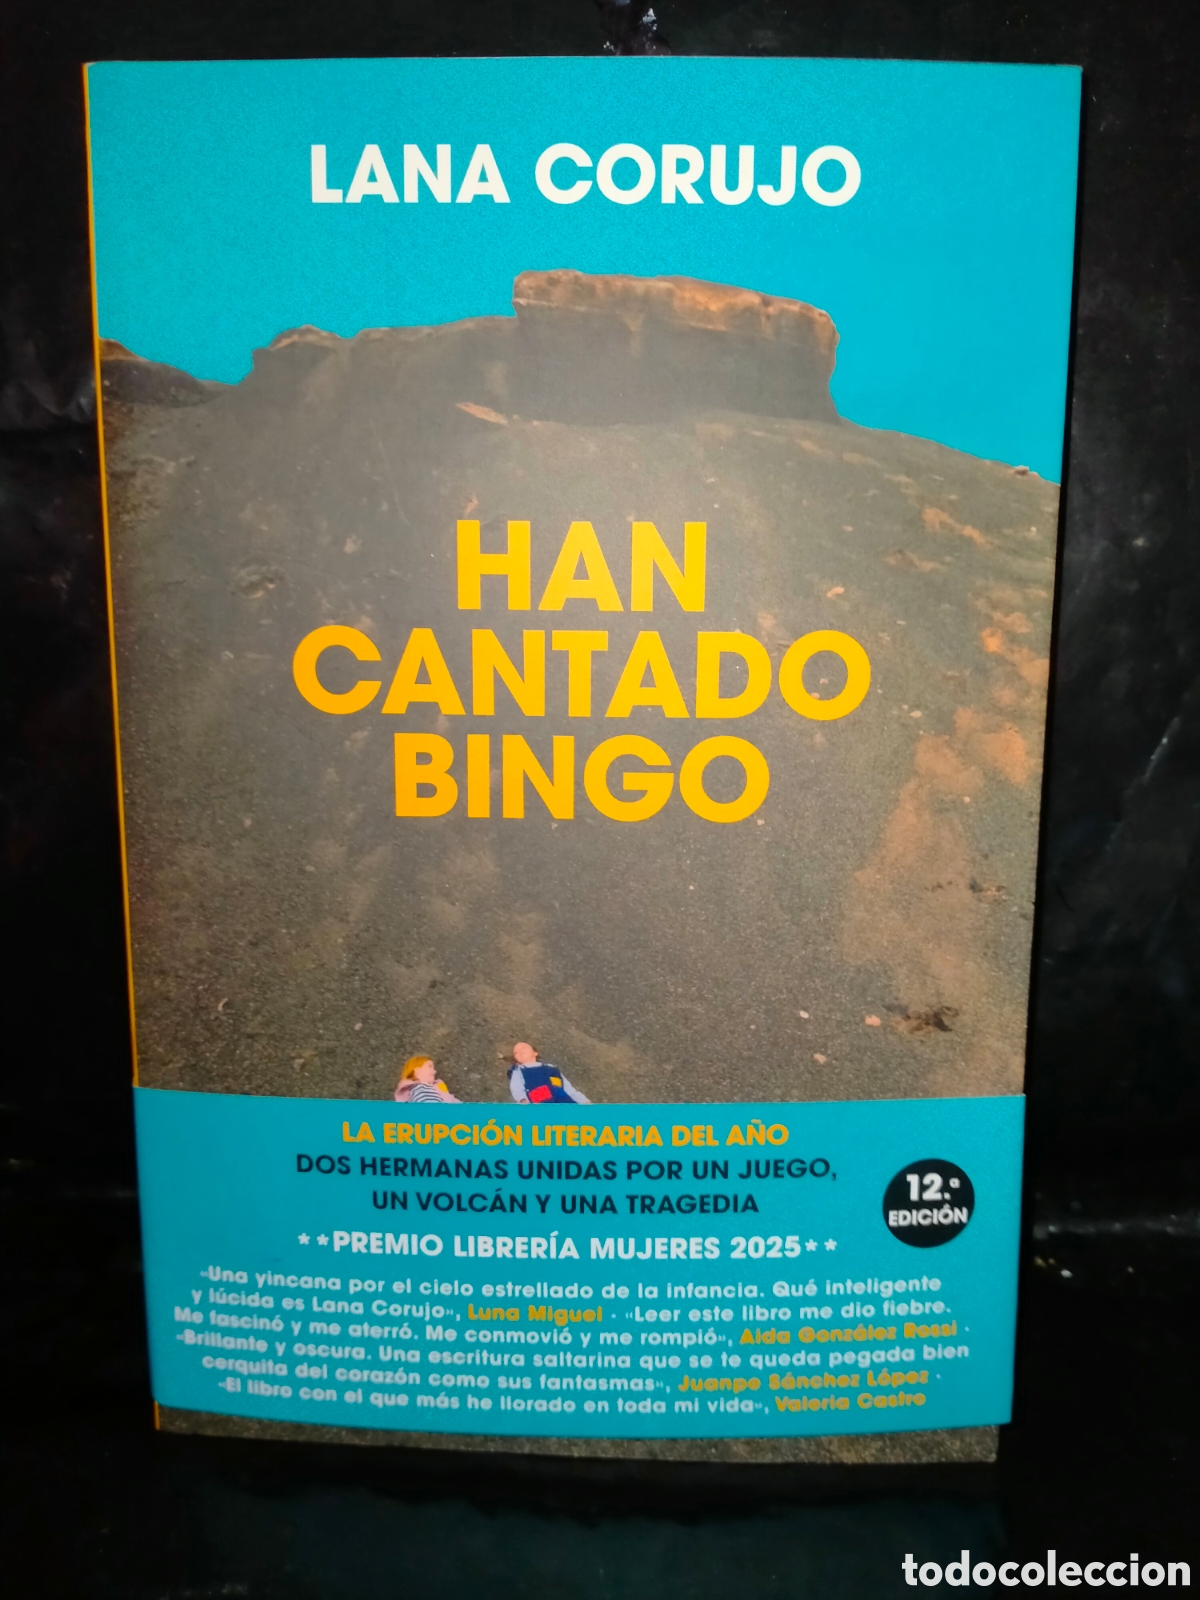 LANA CORUJO
HAN
CANTADO
BINGO
LA ERUPCIÓN LITERARIA DEL AÑO
DOS HERMANAS UNIDAS POR UN JUEGO,
UN VOLCÁN Y UNA TRAGEDIA
12.ª
EDICIÓN
**PREMIO LIBRERÍA MUJERES 2025**
«Una yincana por el cielo estrellado de la infancia. Qué inteligente
y lúcida es Lana Corujo», Luna Miguel · «Leer este libro me dio fiebre.
Me fascinó y me aterró. Me conmovió y me rompió», Aida González Rossi ·
«Brillante y oscura. Una escritura saltarina que se te queda pegada bien
cerquita del corazón como sus fantasmas», Juanpe Sánchez López ·
«El libro con el que más he llorado en toda mi vida», Valeria Castro
todocoleccion